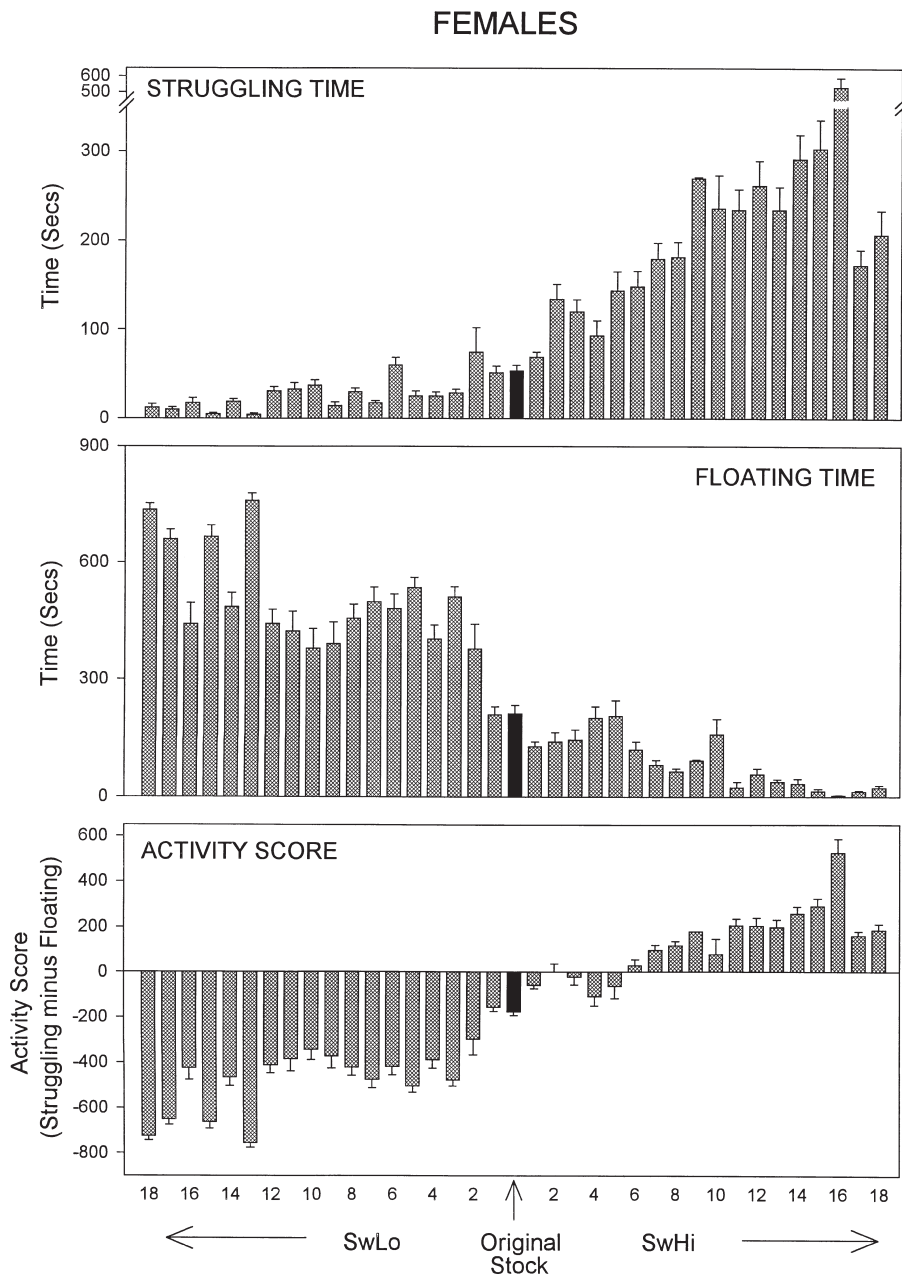 FEMALES
STRUGGLING TIME
600
500
300
200
100
0
Time (Secs)
FLOATING TIME
900
600
300
0
Time (Secs)
ACTIVITY SCORE
600
400
200
0
-200
-400
-600
-800
Activity Score
(Struggling minus Floating)
18 16 14 12 10 8 6 4 2 2 4 6 8 10 12 14 16 18
SwLo Original SwHi
Stock